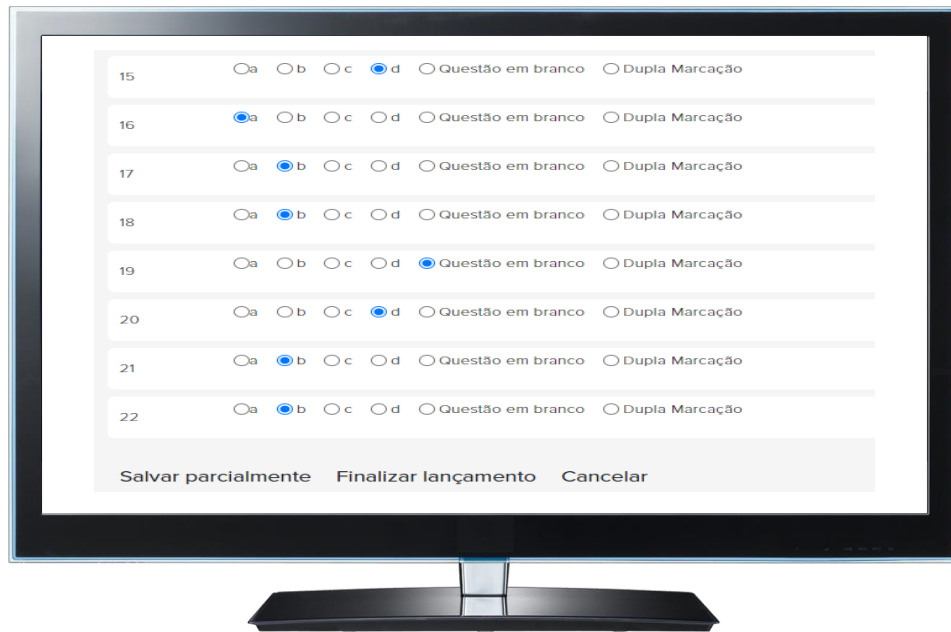 15 a b c d Questão em branco Dupla Marcação
16 a b c d Questão em branco Dupla Marcação
17 a b c d Questão em branco Dupla Marcação
18 a b c d Questão em branco Dupla Marcação
19 a b c d Questão em branco Dupla Marcação
20 a b c d Questão em branco Dupla Marcação
21 a b c d Questão em branco Dupla Marcação
22 a b c d Questão em branco Dupla Marcação
Salvar parcialmente Finalizar lançamento Cancelar